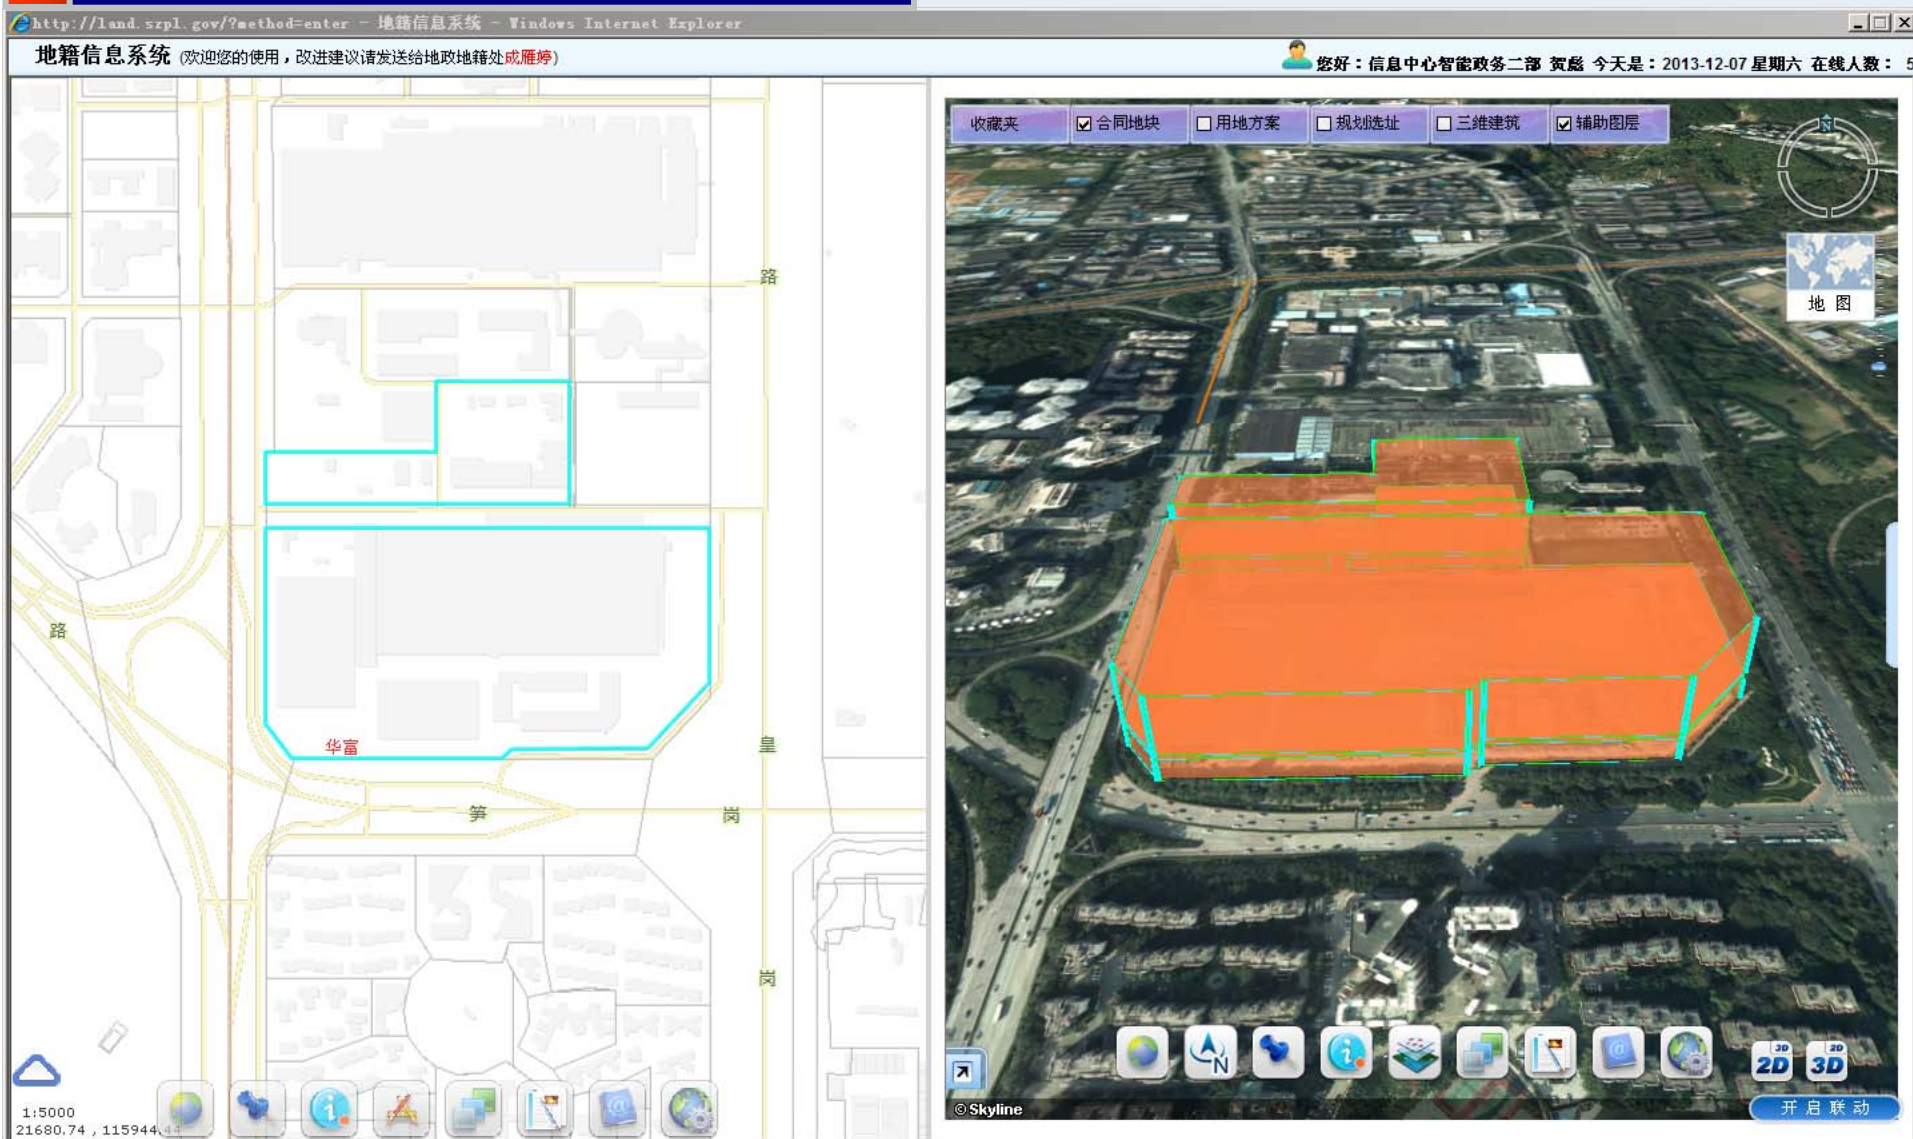 http://land.szpl.gov/?method=enter - 地籍信息系统 - Windows Internet Explorer
地籍信息系统 (欢迎您的使用，改进建议请发送给地政地籍处成雁婷)
您好：信息中心智能政务二部 贺彪 今天是：2013-12-07 星期六 在线人数： 5
收藏夹
合同地块
用地方案
规划选址
三维建筑
辅助图层
N
地图
路
路
华富
皇
笋
岗
岗
1:5000
21680.74 , 115944.44
N
2D
3D
© Skyline
开启联动